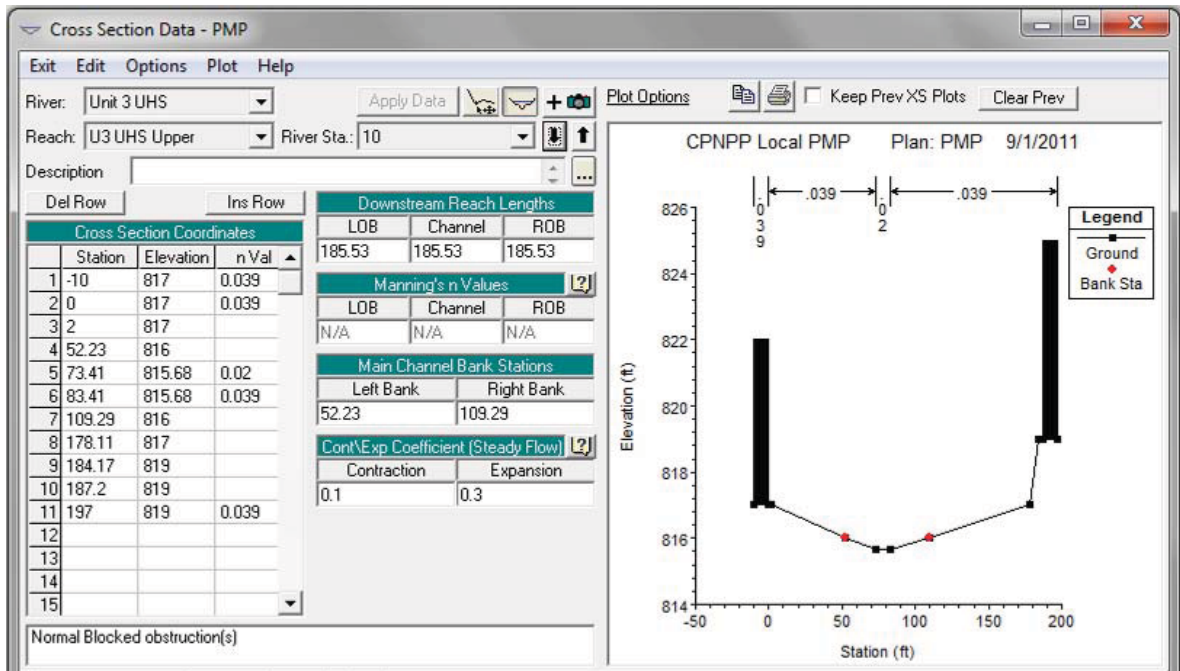 Cross Section Data - PMP
Exit Edit Options Plot Help
River: Unit 3 UHS
Apply Data
Reach: U3 UHS Upper River Sta.: 10
Description
...
Del Row Ins Row
Cross Section Coordinates
Station Elevation n Val
1 -10 817 0.039
2 0 817 0.039
3 2 817
4 52.23 816
5 73.41 815.68 0.02
6 83.41 815.68 0.039
7 109.29 816
8 178.11 817
9 184.17 819
10 187.2 819
11 197 819 0.039
12
13
14
15
Downstream Reach Lengths
LOB Channel ROB
185.53 185.53 185.53
Manning's n Values
LOB Channel ROB
N/A N/A N/A
Main Channel Bank Stations
Left Bank Right Bank
52.23 109.29
Cont\Exp Coefficient (Steady Flow)
Contraction Expansion
0.1 0.3
Normal Blocked obstruction(s)
Plot Options Keep Prev XS Plots Clear Prev
CPNPP Local PMP Plan: PMP 9/1/2011
.039 .039 .02 .039
826
824
822
820
818
816
814
Elevation (ft)
-50 0 50 100 150 200
Station (ft)
Legend
Ground
Bank Sta